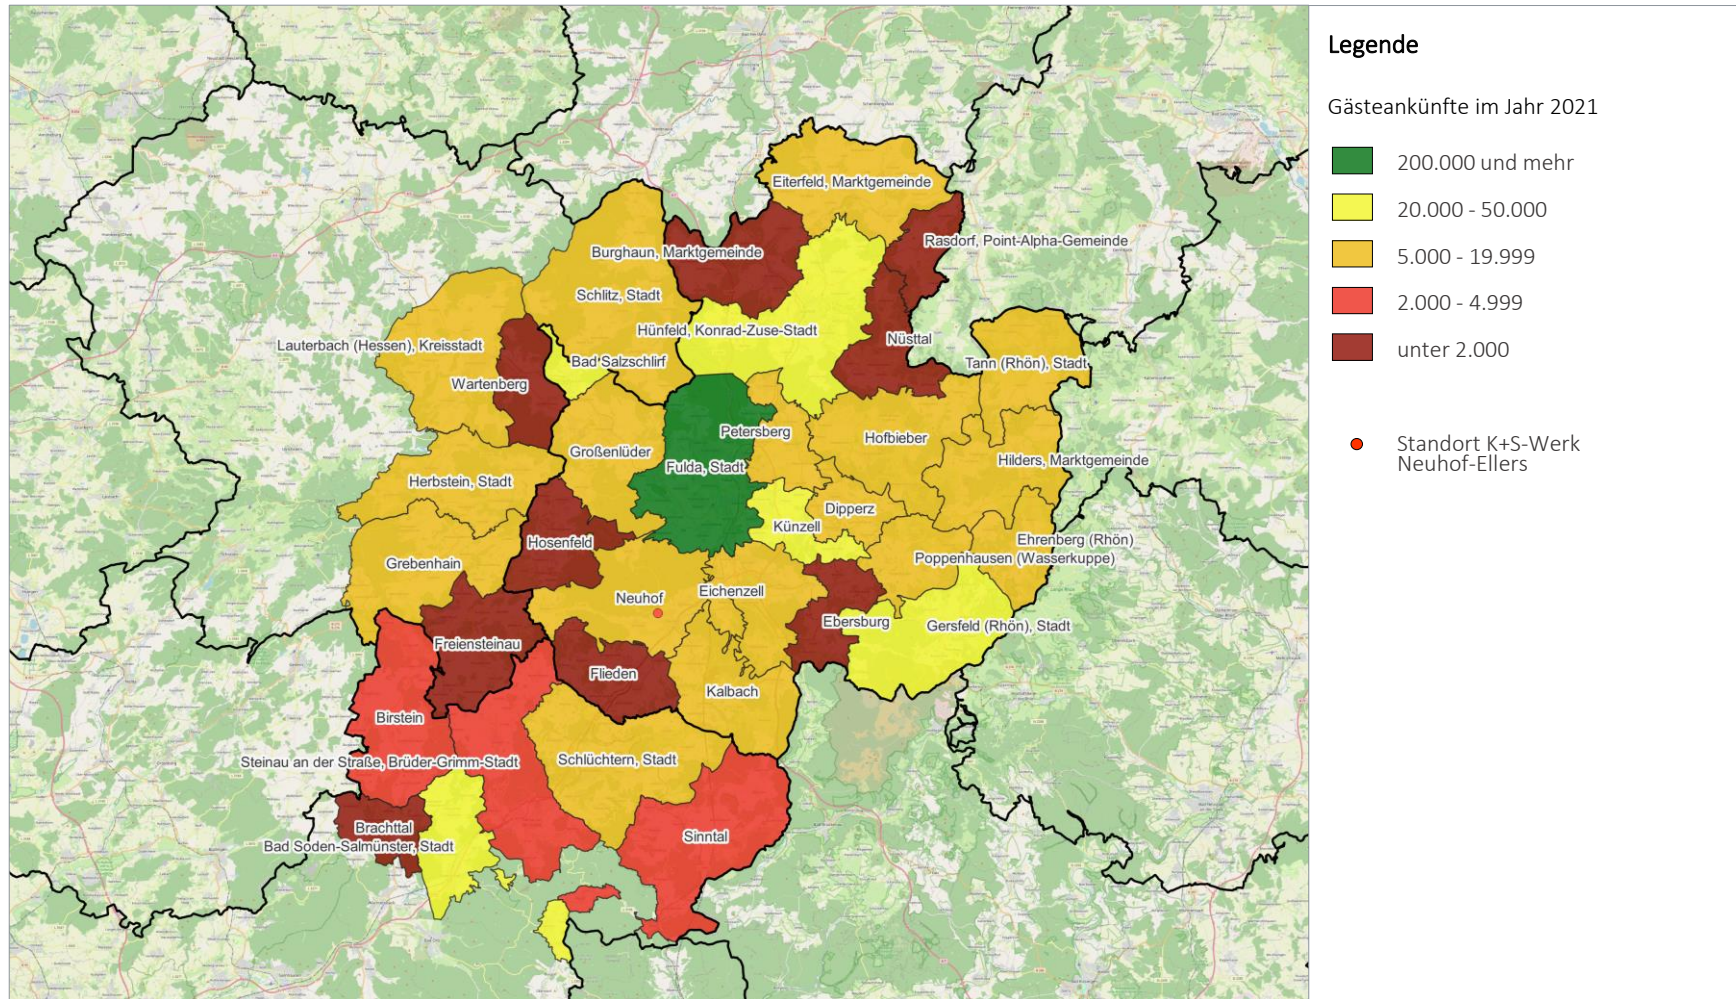 Legende
Gästeankünfte im Jahr 2021
200.000 und mehr
20.000 - 50.000
5.000 - 19.999
2.000 - 4.999
unter 2.000
Standort K+S-Werk
Neuhof-Ellers
Eiterfeld, Marktgemeinde
Rasdorf, Point-Alpha-Gemeinde
Burghaun, Marktgemeinde
Schlitz, Stadt
Hünfeld, Konrad-Zuse-Stadt
Nüsttal
Lauterbach (Hessen), Kreisstadt
Bad Salzschlirf
Tann (Rhön), Stadt
Wartenberg
Petersberg
Hofbieber
Großenlüder
Hilders, Marktgemeinde
Fulda, Stadt
Herbstein, Stadt
Dipperz
Künzell
Hosenfeld
Ehrenberg (Rhön)
Poppenhausen (Wasserkuppe)
Grebenhain
Eichenzell
Neuhof
Ebersburg
Gersfeld (Rhön), Stadt
Freiensteinau
Flieden
Kalbach
Birstein
Steinau an der Straße, Brüder-Grimm-Stadt
Schlüchtern, Stadt
Brachttal
Sinntal
Bad Soden-Salmünster, Stadt